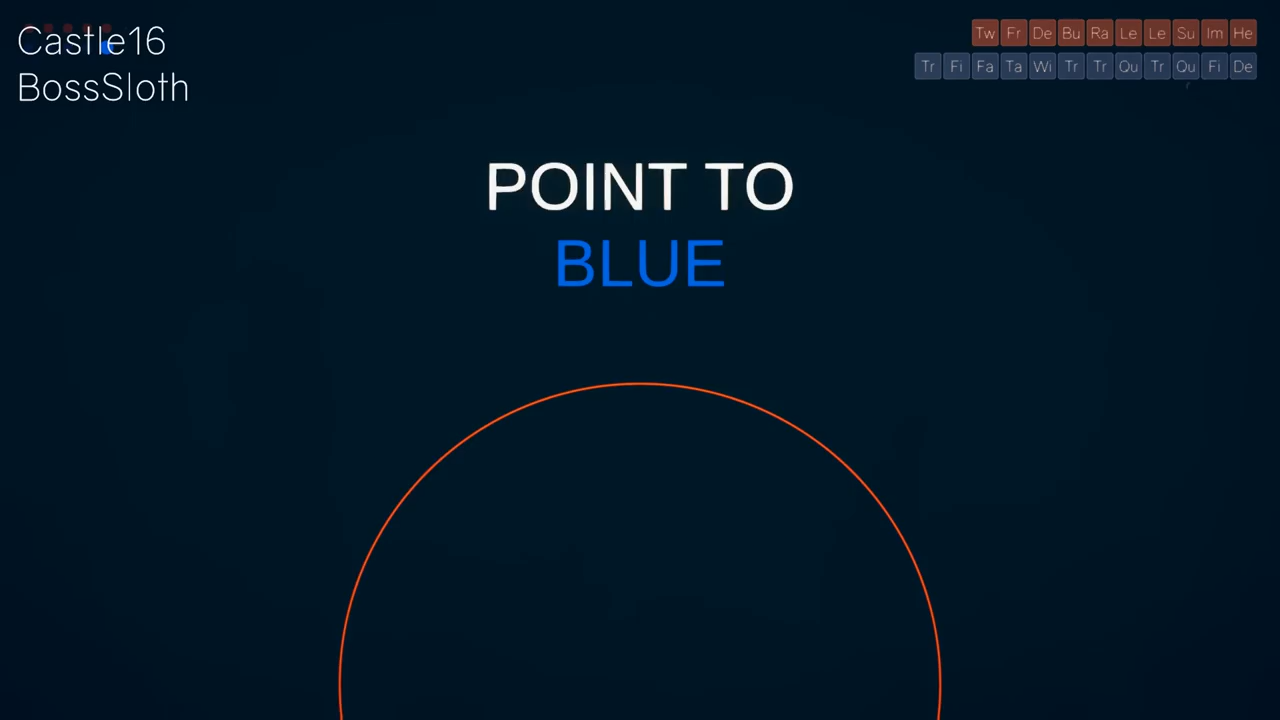 Castle16
BossSloth
Tw Fr De Bu Ra Le Le Su Im He
Tr Fi Fa Ta Wi Tr Tr Qu Tr Qu Fi De
POINT TO
BLUE